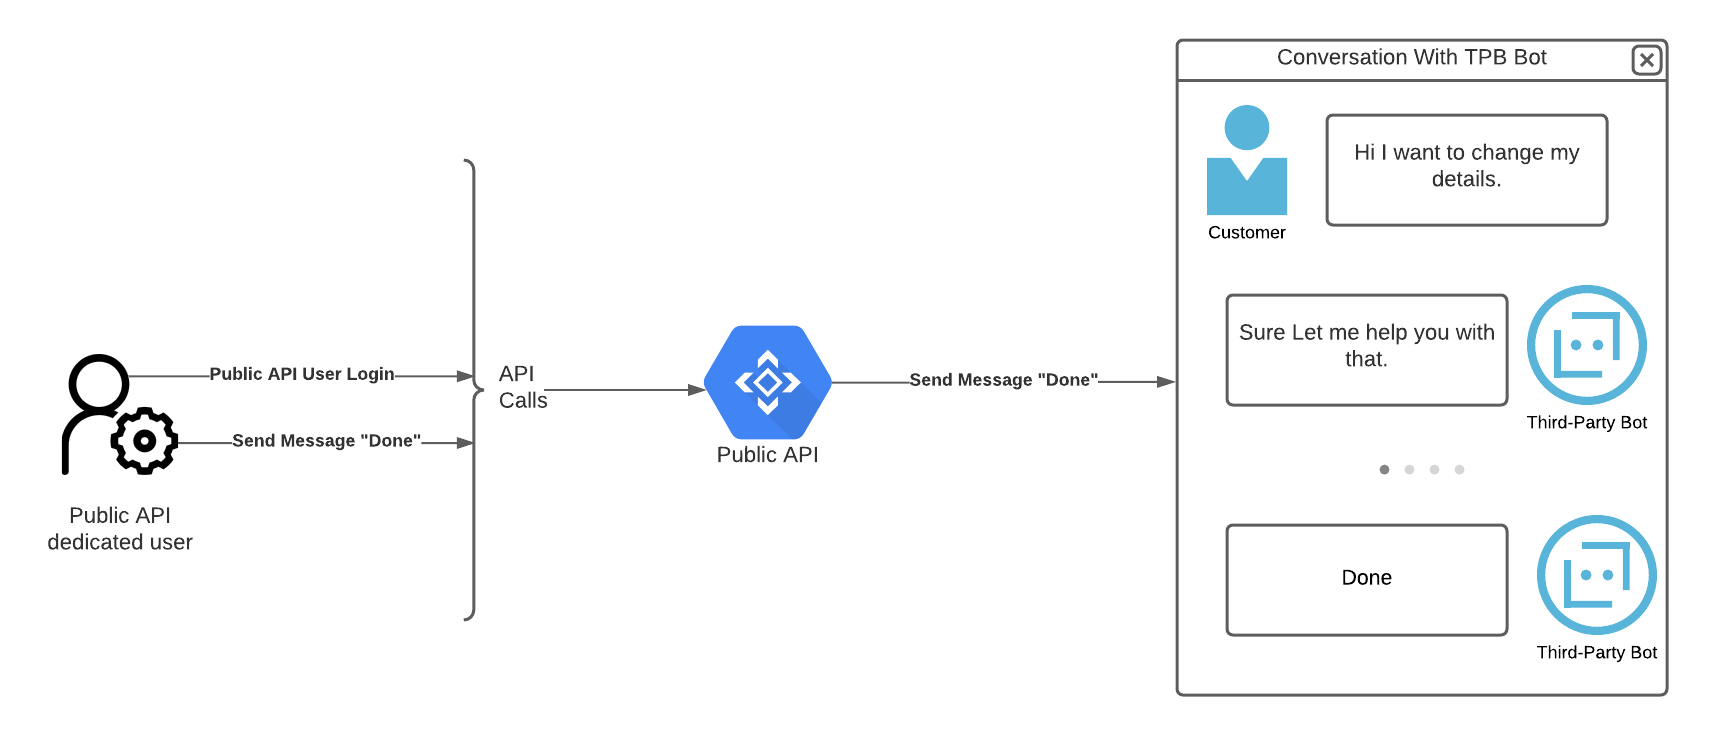 Conversation With TPB Bot
Hi I want to change my
details.
Customer
Sure Let me help you with
that.
Third-Party Bot
Public API User Login
Send Message "Done"
Public API
dedicated user
API
Calls
Public API
Send Message "Done"
Done
Third-Party Bot